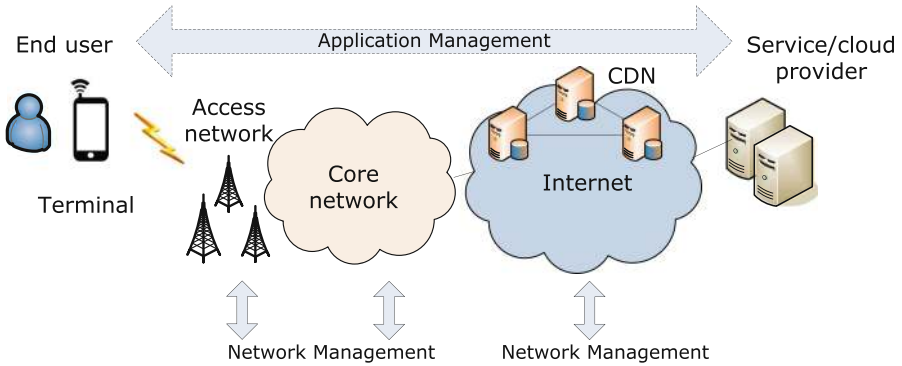 End user
Application Management
Service/cloud
provider
CDN
Access
network
Core
network
Internet
Terminal
Network Management
Network Management